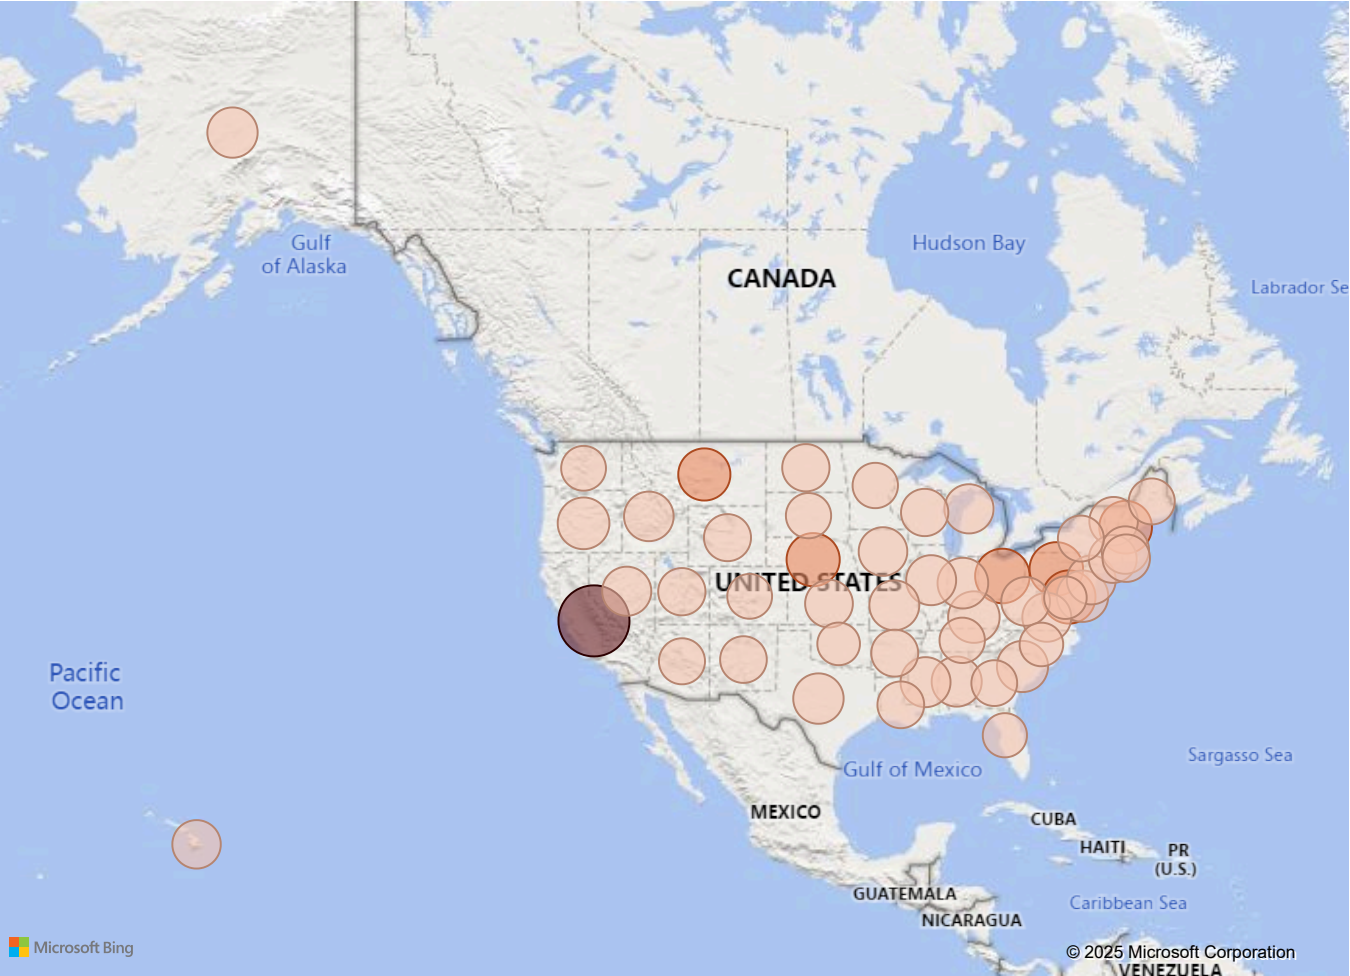 Gulf
of Alaska
Hudson Bay
CANADA
Labrador Se
UNITED STATES
Pacific
Ocean
Gulf of Mexico
Sargasso Sea
MEXICO
CUBA
HAITI
PR
(U.S.)
GUATEMALA
Caribbean Sea
NICARAGUA
Microsoft Bing
© 2025 Microsoft Corporation
VENEZUELA